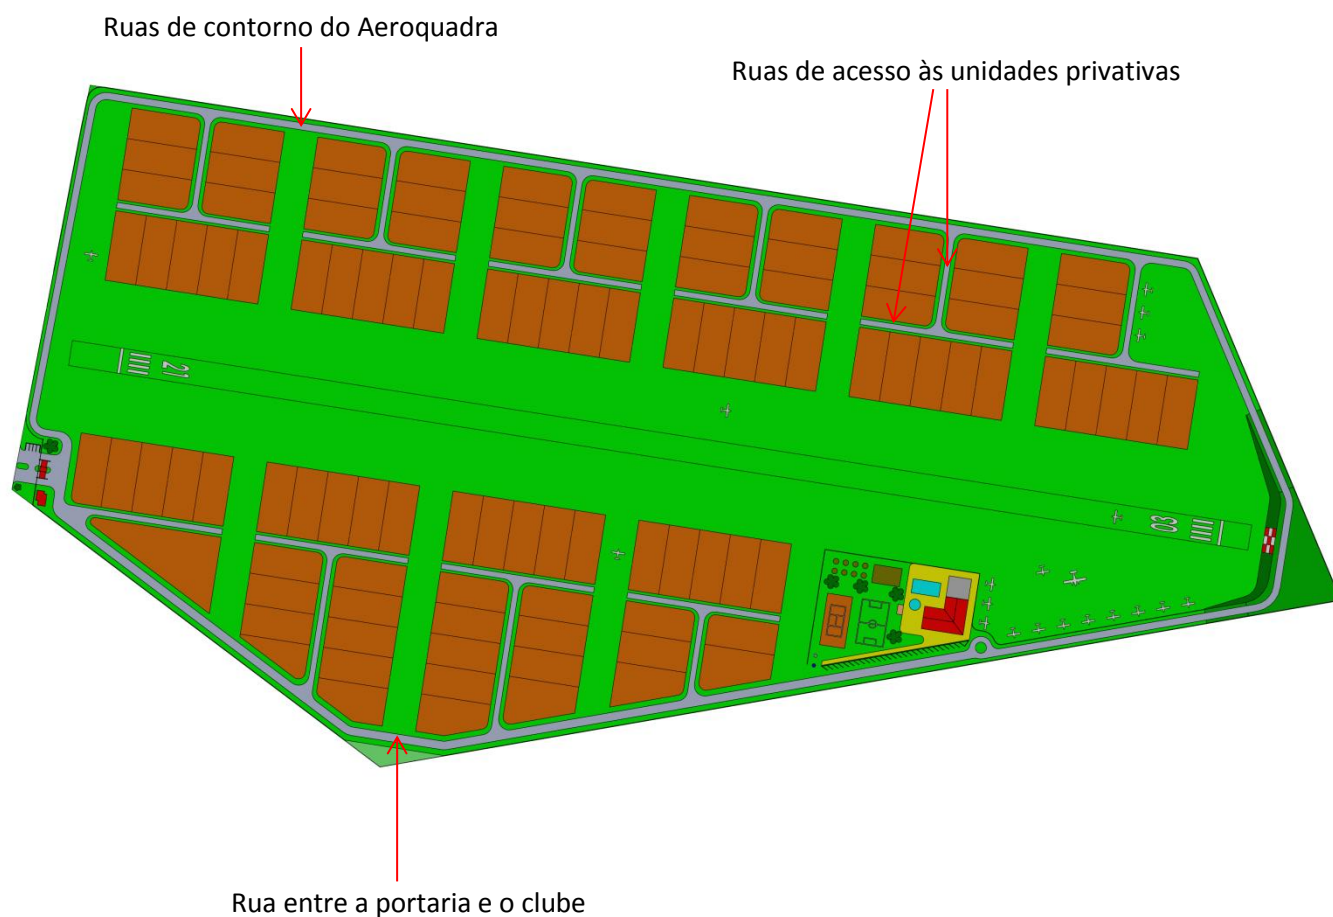 Ruas de contorno do Aeroquadra
Ruas de acesso às unidades privativas
21
03
Rua entre a portaria e o clube